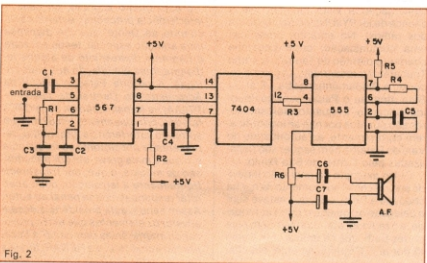 +5V
+5V
+5V
C1
entrada
R1
C3
C2
3
5
6
2
567
4
8
7
1
R2
+5V
C4
14
13
7
7404
12
R3
8
4
555
7
6
2
1
R5
R4
C5
R6
+5V
C6
C7
A.F.
Fig. 2